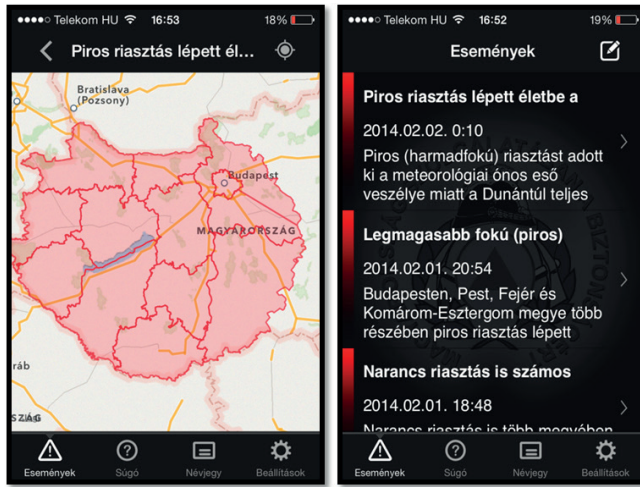 ●●●●○ Telekom HU 16:53 18%
Piros riasztás lépett él...
Bratislava
(Pozsony)
Budapest
MAGYARORSZÁG
ráb
SZÁG
Események
Súgó
Névjegy
Beállítások
●●●●○ Telekom HU 16:52 19%
Események
Piros riasztás lépett életbe a
2014.02.02. 0:10
Piros (harmadfokú) riasztást adott
ki a meteorológiai ónos eső
veszélye miatt a Dunántúl teljes
Legmagasabb fokú (piros)
2014.02.01. 20:54
Budapesten, Pest, Fejér és
Komárom-Esztergom megye több
részében piros riasztás lépett
Narancs riasztás is számos
2014.02.01. 18:48
Narancs riasztás is több megyében
Események
Súgó
Névjegy
Beállítások